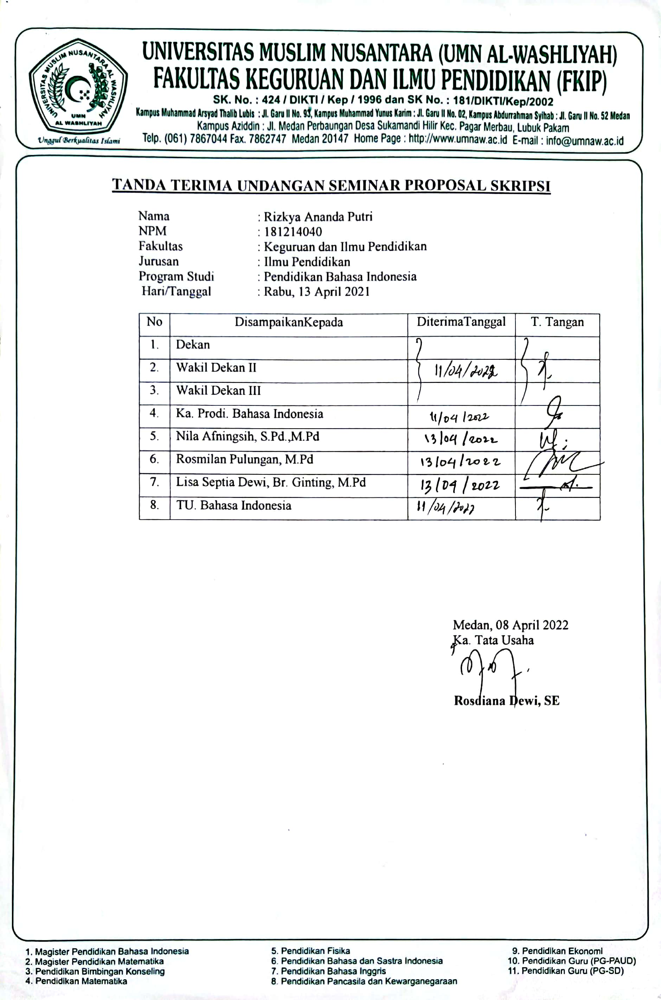 UNIVERSITAS MUSLIM NUSANTARA AL WASHLIYAH
UMN
AL WASHLIYAH
Unggul Berkualitas Islami
UNIVERSITAS MUSLIM NUSANTARA (UMN AL-WASHLIYAH)
FAKULTAS KEGURUAN DAN ILMU PENDIDIKAN (FKIP)
SK. No. : 424 / DIKTI / Kep / 1996 dan SK No. : 181/DIKTI/Kep/2002
Kampus Muhammad Arsyad Thalib Lubis : Jl. Garu II No. 93, Kampus Muhammad Yunus Karim : Jl. Garu II No. 02, Kampus Abdurrahman Syihab : Jl. Garu II No. 52 Medan
Kampus Aziddin : Jl. Medan Perbaungan Desa Sukamandi Hilir Kec. Pagar Merbau, Lubuk Pakam
Telp. (061) 7867044 Fax. 7862747 Medan 20147 Home Page : http://www.umnaw.ac.id E-mail : info@umnaw.ac.id
TANDA TERIMA UNDANGAN SEMINAR PROPOSAL SKRIPSI
Nama : Rizkya Ananda Putri
NPM : 181214040
Fakultas : Keguruan dan Ilmu Pendidikan
Jurusan : Ilmu Pendidikan
Program Studi : Pendidikan Bahasa Indonesia
Hari/Tanggal : Rabu, 13 April 2021
No DisampaikanKepada DiterimaTanggal T. Tangan
1. Dekan
2. Wakil Dekan II 11/04/2022
3. Wakil Dekan III
4. Ka. Prodi. Bahasa Indonesia 11/04/2022
5. Nila Afningsih, S.Pd.,M.Pd 13/04/2022
6. Rosmilan Pulungan, M.Pd 13/04/2022
7. Lisa Septia Dewi, Br. Ginting, M.Pd 13/04/2022
8. TU. Bahasa Indonesia 11/04/2022
Medan, 08 April 2022
Ka. Tata Usaha
Rosdiana Dewi, SE
1. Magister Pendidikan Bahasa Indonesia
2. Magister Pendidikan Matematika
3. Pendidikan Bimbingan Konseling
4. Pendidikan Matematika
5. Pendidikan Fisika
6. Pendidikan Bahasa dan Sastra Indonesia
7. Pendidikan Bahasa Inggris
8. Pendidikan Pancasila dan Kewarganegaraan
9. Pendidikan Ekonomi
10. Pendidikan Guru (PG-PAUD)
11. Pendidikan Guru (PG-SD)